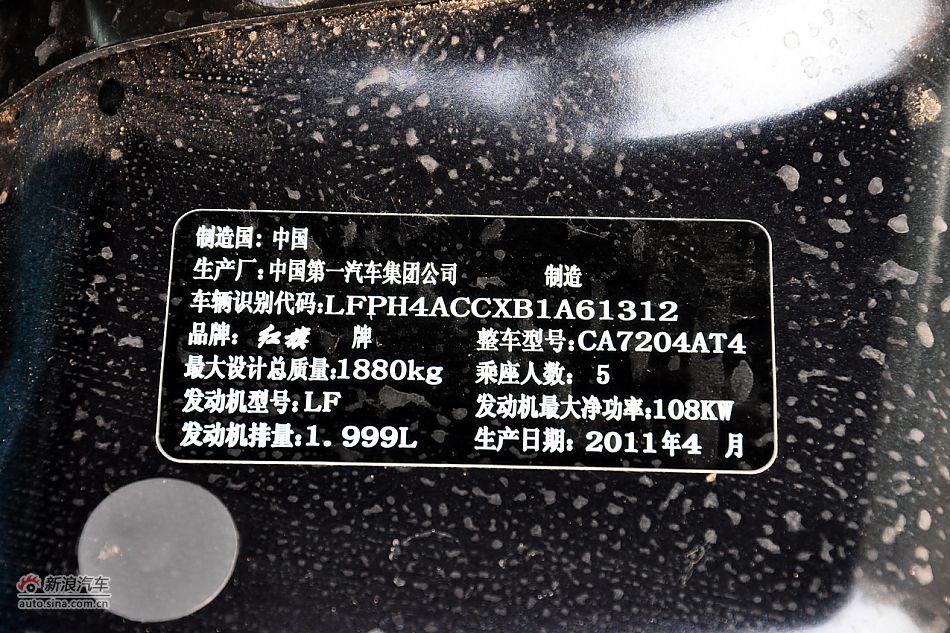 制造国：中国
生产厂：中国第一汽车集团公司 制造
车辆识别代码：LFPH4ACCXB1A61312
品牌：红旗 牌 整车型号：CA7204AT4
最大设计总质量：1880kg 乘座人数：5
发动机型号：LF 发动机最大净功率：108KW
发动机排量：1.999L 生产日期：2011年4月
新浪汽车
auto.sina.com.cn